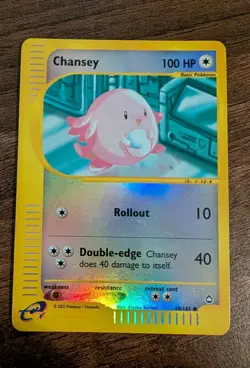 Chansey 100 HP
Basic Pokémon
Rollout 10
Double-edge Chansey
does 40 damage to itself. 40
weakness resistance retreat cost
e